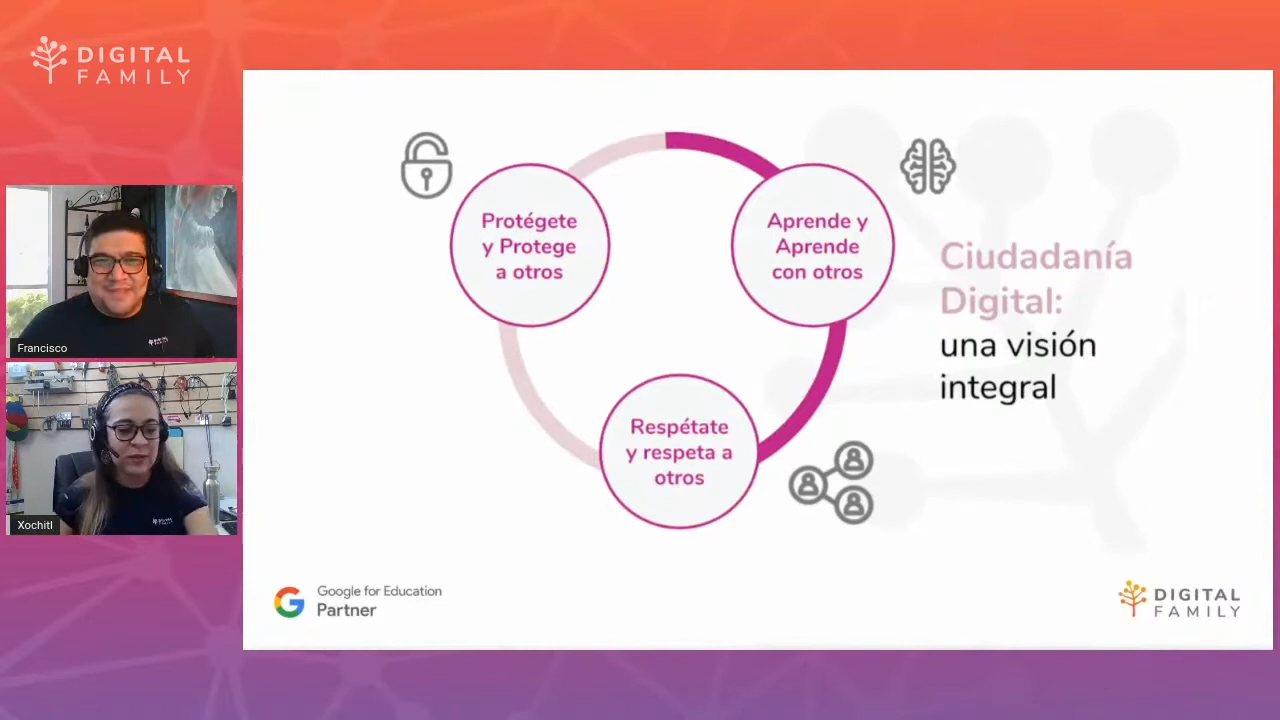 DIGITAL
FAMILY
Francisco
Xochitl
Protégete
y Protege
a otros
Aprende y
Aprende
con otros
Respétate
y respeta a
otros
Ciudadanía
Digital:
una visión
integral
Google for Education
Partner
DIGITAL
FAMILY